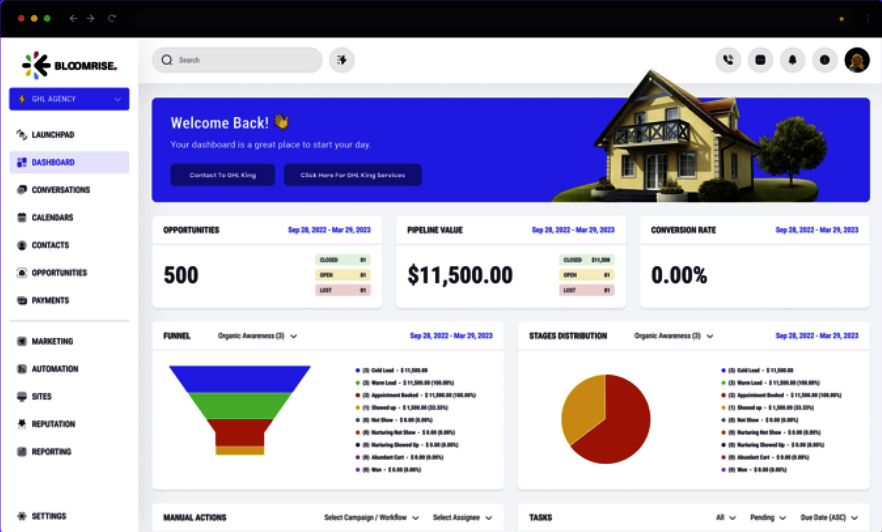 BLOOMRISE.
GHL AGENCY
LAUNCHPAD
DASHBOARD
CONVERSATIONS
CALENDARS
CONTACTS
OPPORTUNITIES
PAYMENTS
MARKETING
AUTOMATION
SITES
REPUTATION
REPORTING
SETTINGS
Search
Welcome Back! 👋
Your dashboard is a great place to start your day.
Contact To GHL King
Click Here For GHL King Services
OPPORTUNITIES Sep 28, 2022 - Mar 29, 2023
500
CLOSED 01
OPEN 01
LOST 01
PIPELINE VALUE Sep 28, 2022 - Mar 29, 2023
$11,500.00
CLOSED $11,500
OPEN 01
LOST 01
CONVERSION RATE Sep 28, 2022 - Mar 29, 2023
0.00%
FUNNEL Organic Awareness (3) Sep 28, 2022 - Mar 29, 2023
(3) Cold Lead - $ 11,500.00
(3) Warm Lead - $ 11,500.00 (100.00%)
(3) Appointment Booked - $ 11,500.00 (100.00%)
(1) Showed up - $ 1,500.00 (33.33%)
(0) Not Show - $ 0.00 (0.00%)
(0) Nurturing Not Show - $ 0.00 (0.00%)
(0) Nurturing Showed Up - $ 0.00 (0.00%)
(0) Abundant Cart - $ 0.00 (0.00%)
(0) Won - $ 0.00 (0.00%)
STAGES DISTRIBUTION Organic Awareness (3) Sep 28, 2022 - Mar 29, 2023
(3) Cold Lead - $ 11,500.00
(3) Warm Lead - $ 11,500.00 (100.00%)
(3) Appointment Booked - $ 11,500.00 (100.00%)
(1) Showed up - $ 1,500.00 (33.33%)
(0) Not Show - $ 0.00 (0.00%)
(0) Nurturing Not Show - $ 0.00 (0.00%)
(0) Nurturing Showed Up - $ 0.00 (0.00%)
(0) Abundant Cart - $ 0.00 (0.00%)
(0) Won - $ 0.00 (0.00%)
MANUAL ACTIONS Select Campaign / Workflow Select Assignee
TASKS All Pending Due Date (ASC)